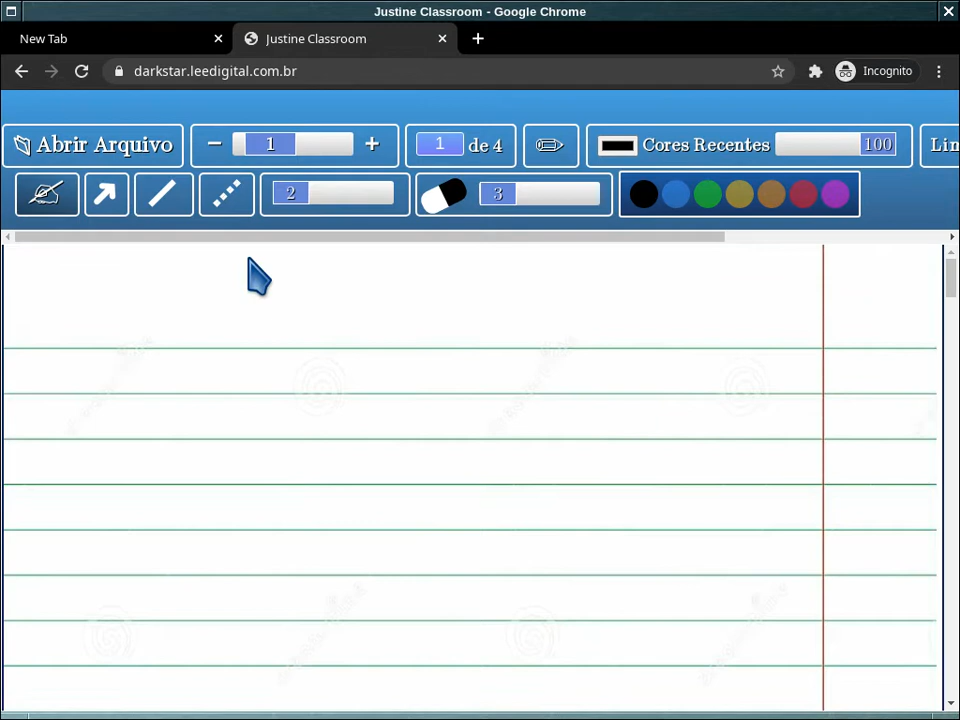 Justine Classroom - Google Chrome
New Tab
Justine Classroom
darkstar.leedigital.com.br
Incognito
Abrir Arquivo
1
1 de 4
Cores Recentes
100
Lin
2
3